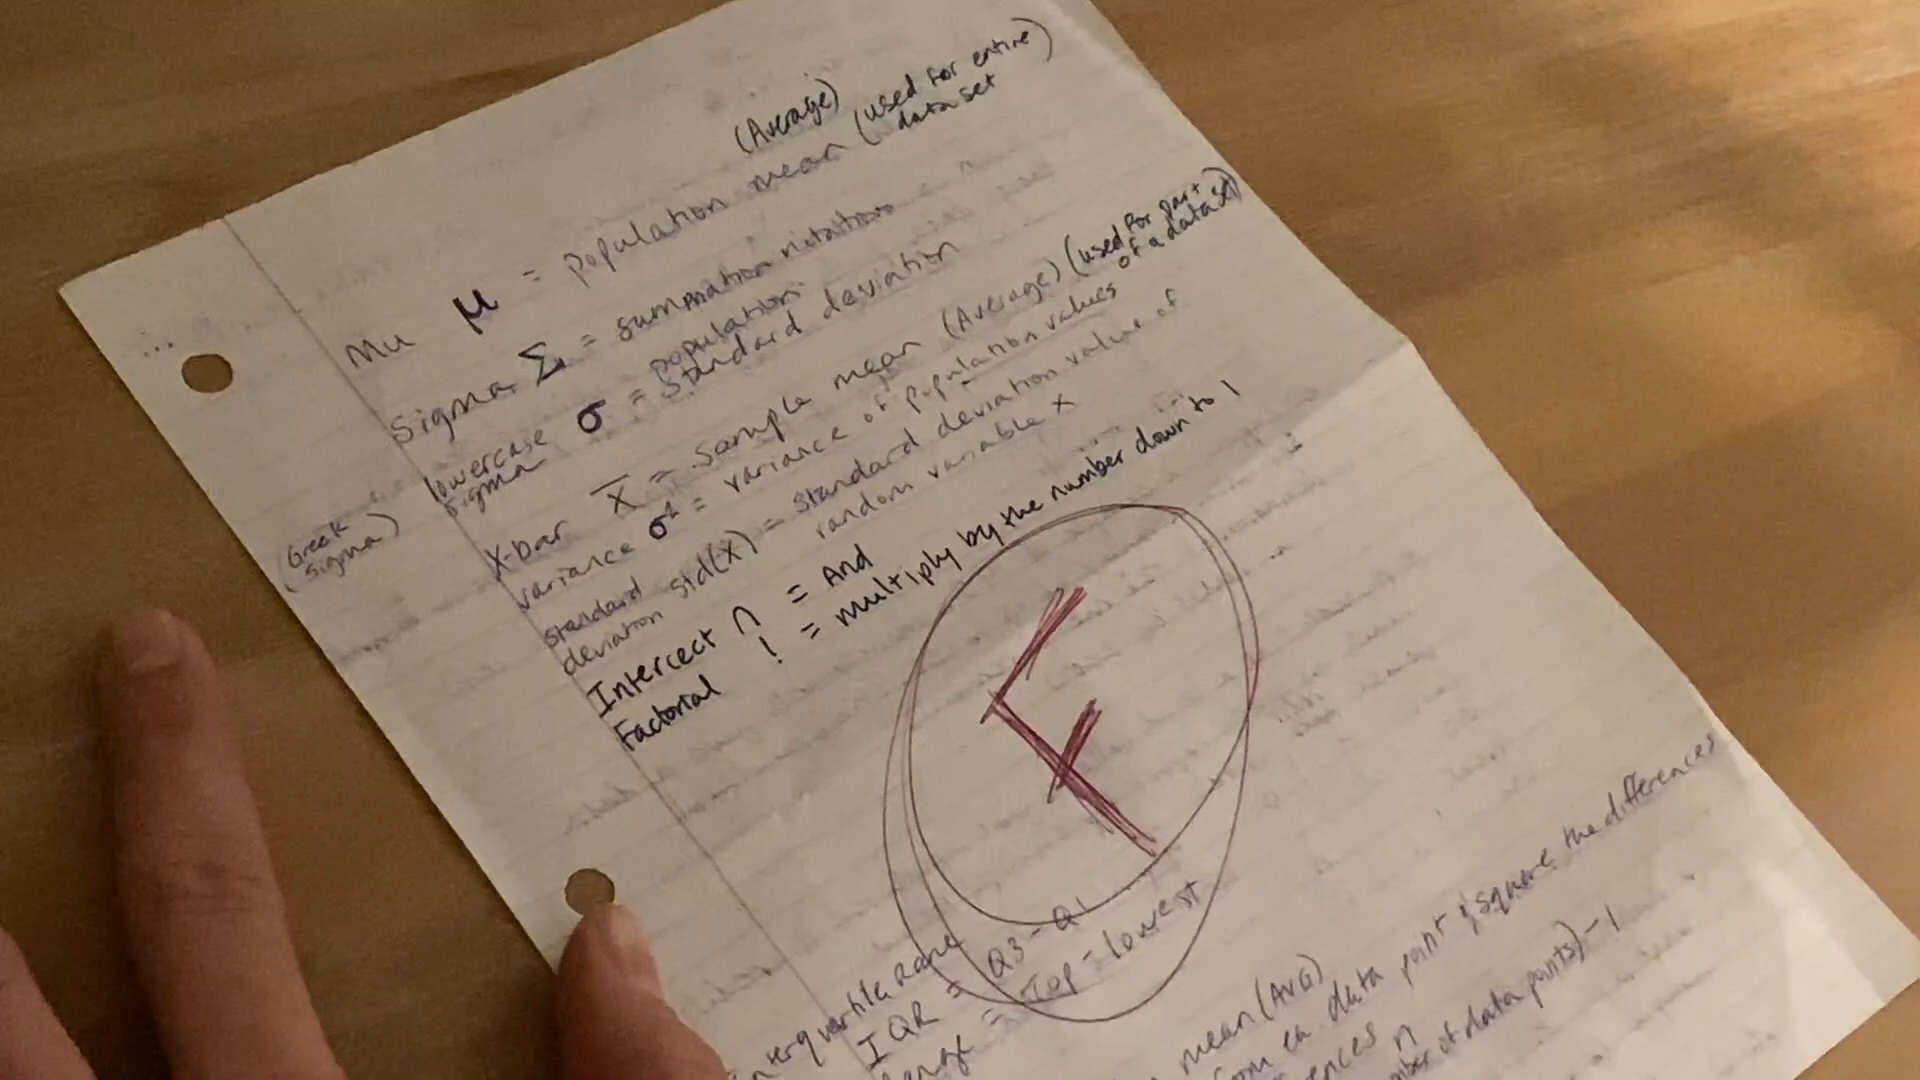 (Average)
Mu μ = population mean (used for entire data set)
Sigma Σ = summation notation
lowercase sigma σ = population standard deviation
(Greek sigma)
X-bar x̄ = sample mean (Average) (used for part of a data set)
variance σ² = variance of population values
standard deviation std(X) = standard deviation value of random variable X
Intercect ∩ = And
Factorial ! = multiply by the number down to 1
F
IQR = Q3 - Q1
= Top - lowest
mean (AVG)
ea data point & square the differences
data points) - 1